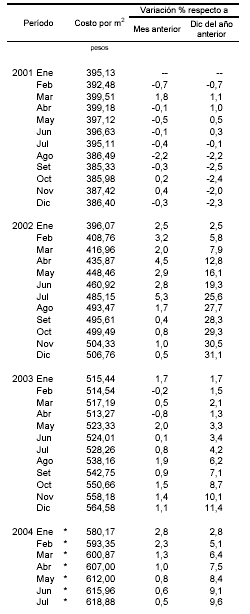 Variación % respecto a
Período Costo por m² Mes anterior Dic del año anterior
pesos
2001 Ene 395,13 -- --
Feb 392,48 -0,7 -0,7
Mar 399,51 1,8 1,1
Abr 399,18 -0,1 1,0
May 397,12 -0,5 0,5
Jun 396,63 -0,1 0,3
Jul 395,11 -0,4 -0,1
Ago 386,49 -2,2 -2,2
Set 385,33 -0,3 -2,5
Oct 385,98 0,2 -2,4
Nov 387,42 0,4 -2,0
Dic 386,40 -0,3 -2,3
2002 Ene 396,07 2,5 2,5
Feb 408,76 3,2 5,8
Mar 416,96 2,0 7,9
Abr 435,87 4,5 12,8
May 448,46 2,9 16,1
Jun 460,92 2,8 19,3
Jul 485,15 5,3 25,6
Ago 493,47 1,7 27,7
Set 495,61 0,4 28,3
Oct 499,49 0,8 29,3
Nov 504,33 1,0 30,5
Dic 506,76 0,5 31,1
2003 Ene 515,44 1,7 1,7
Feb 514,54 -0,2 1,5
Mar 517,19 0,5 2,1
Abr 513,27 -0,8 1,3
May 523,33 2,0 3,3
Jun 524,01 0,1 3,4
Jul 528,26 0,8 4,2
Ago 538,16 1,9 6,2
Set 542,75 0,9 7,1
Oct 550,66 1,5 8,7
Nov 558,18 1,4 10,1
Dic 564,58 1,1 11,4
2004 Ene * 580,17 2,8 2,8
Feb * 593,35 2,3 5,1
Mar * 600,87 1,3 6,4
Abr * 607,00 1,0 7,5
May * 612,00 0,8 8,4
Jun * 615,96 0,6 9,1
Jul * 618,88 0,5 9,6